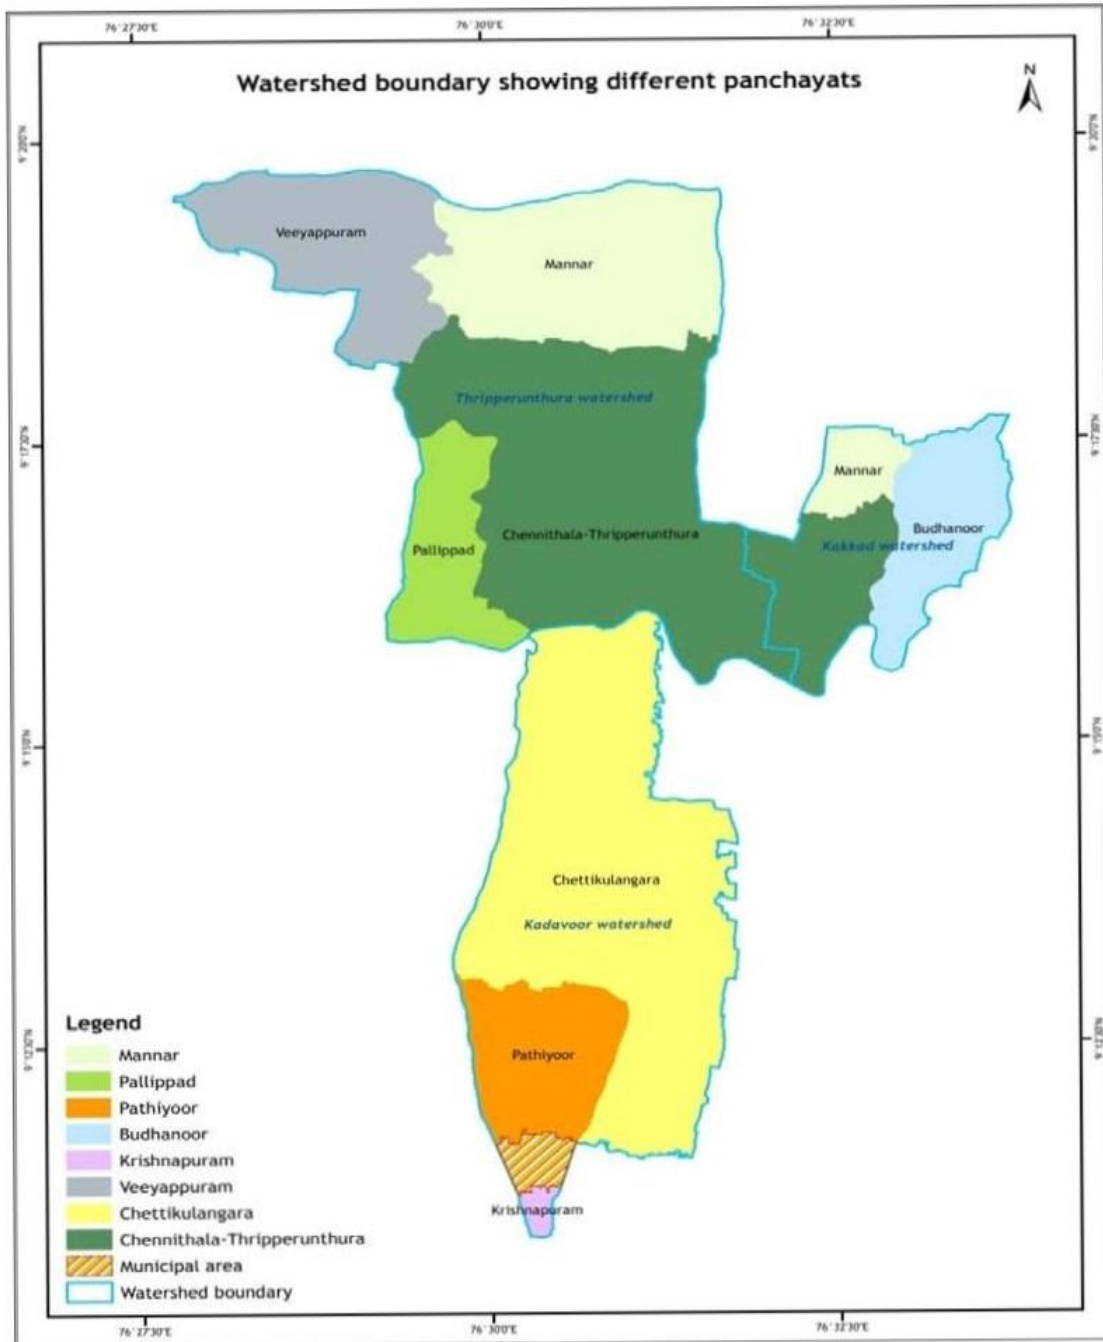 76°27'30"E 76°30'0"E 76°32'30"E
Watershed boundary showing different panchayats
N
Veeyappuram
Mannar
Thripperunthura watershed
Mannar
Budhanoor
Chennithala-Thripperunthura
Kakkad watershed
Pallippad
Chettikulangara
Kadavoor watershed
Pathiyoor
Krishnapuram
Legend
Mannar
Pallippad
Pathiyoor
Budhanoor
Krishnapuram
Veeyappuram
Chettikulangara
Chennithala-Thripperunthura
Municipal area
Watershed boundary
76°27'30"E 76°30'0"E 76°32'30"E